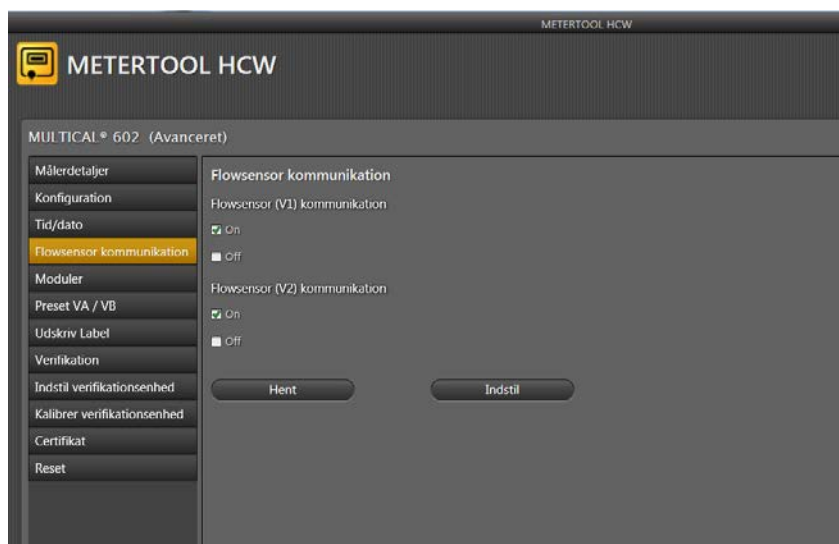 METERTOOL HCW
METERTOOL HCW
MULTICAL® 602 (Avanceret)
Målerdetaljer
Konfiguration
Tid/dato
Flowsensor kommunikation
Moduler
Preset VA / VB
Udskriv Label
Verifikation
Indstil verifikationsenhed
Kalibrer verifikationsenhed
Certifikat
Reset
Flowsensor kommunikation
Flowsensor (V1) kommunikation
On
Off
Flowsensor (V2) kommunikation
On
Off
Hent
Indstil